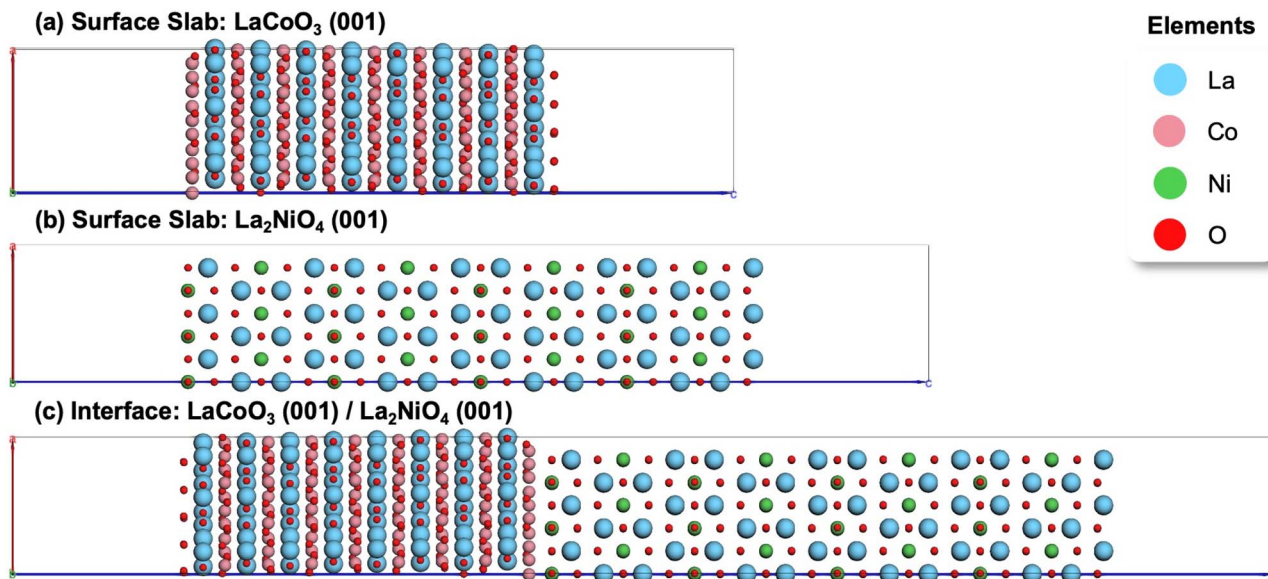 (a) Surface Slab: LaCoO₃ (001)
Elements
La
Co
Ni
O
a
c
(b) Surface Slab: La₂NiO₄ (001)
a
c
(c) Interface: LaCoO₃ (001) / La₂NiO₄ (001)
a